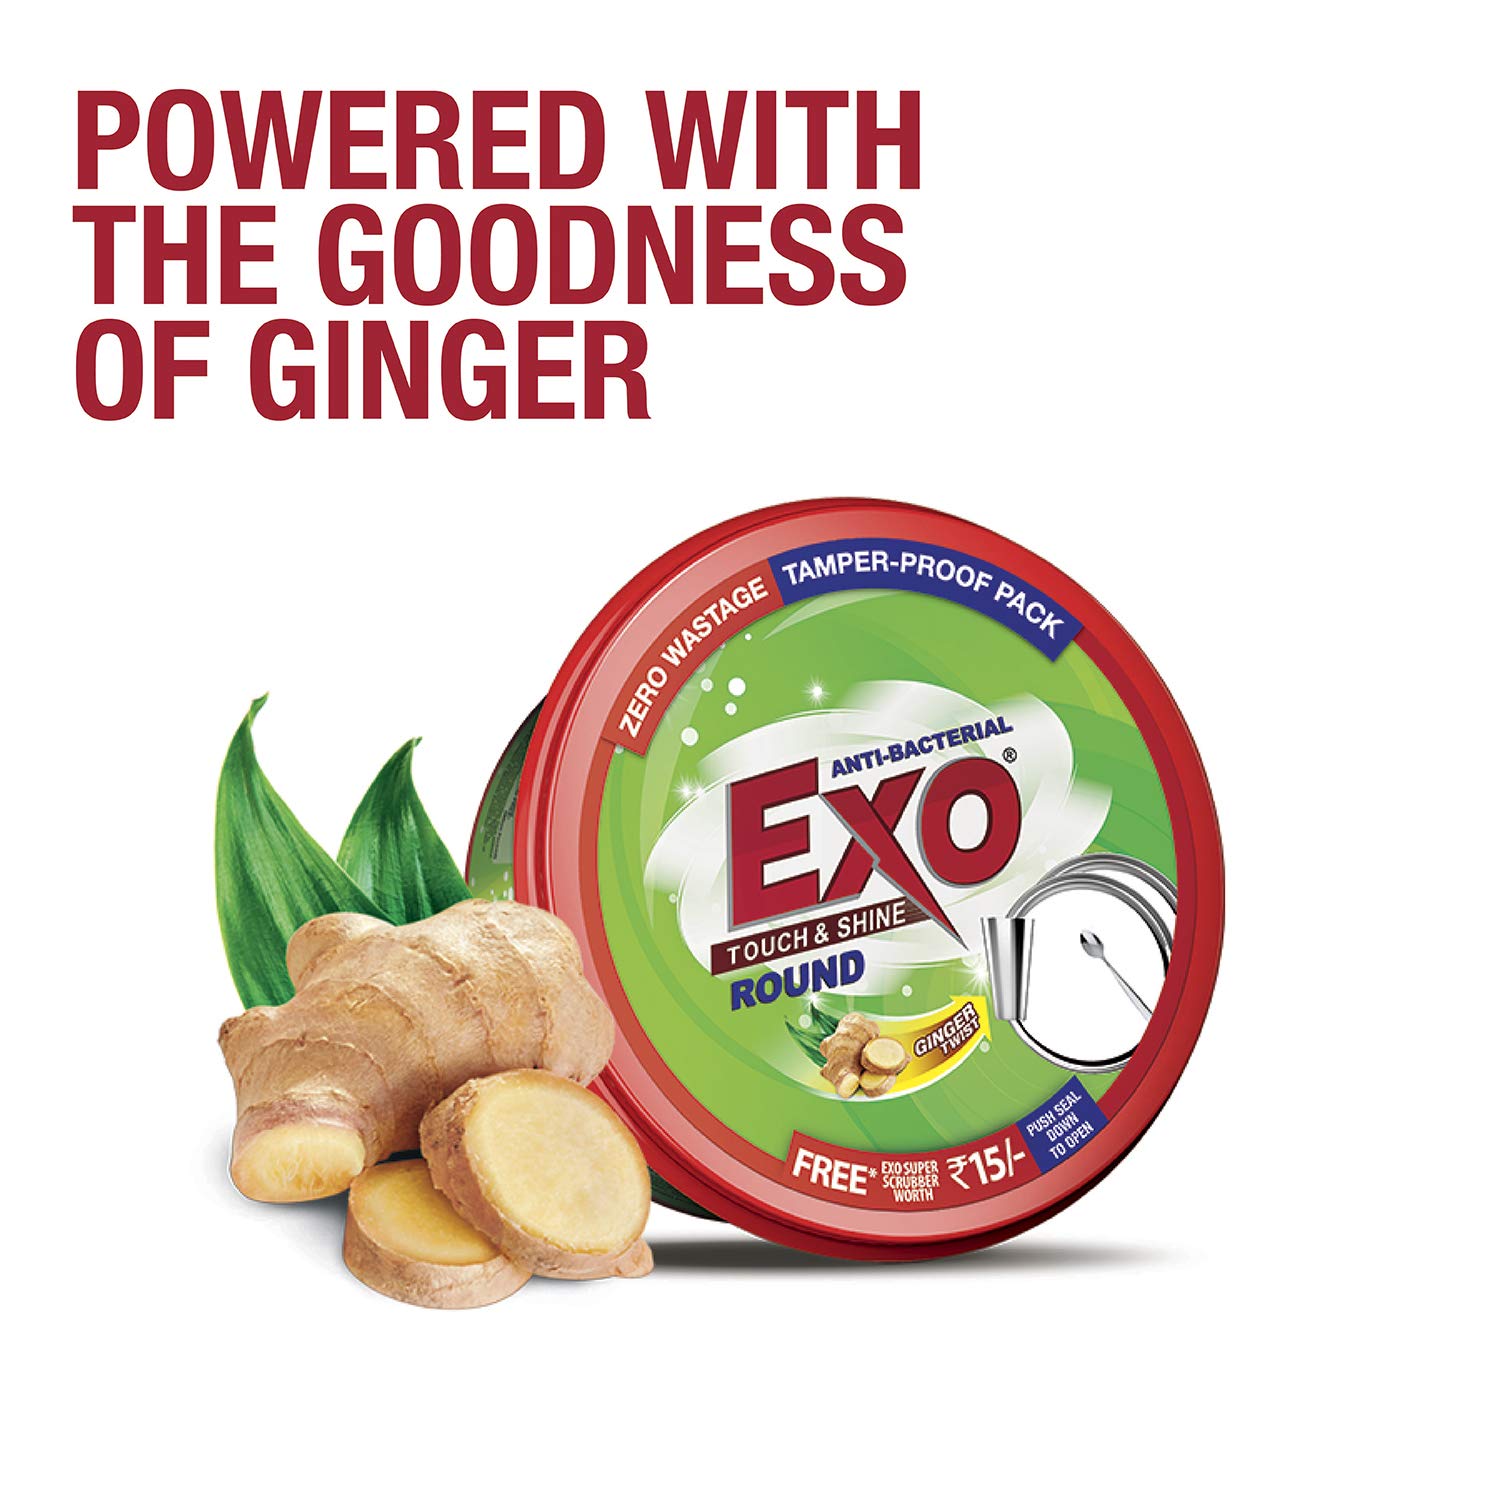 POWERED WITH
THE GOODNESS
OF GINGER
ZERO WASTAGE
TAMPER-PROOF PACK
ANTI-BACTERIAL
EXO®
TOUCH & SHINE
ROUND
GINGER
TWIST
FREE*
EXO SUPER
SCRUBBER
WORTH
₹15/-
PUSH SEAL
DOWN
TO OPEN